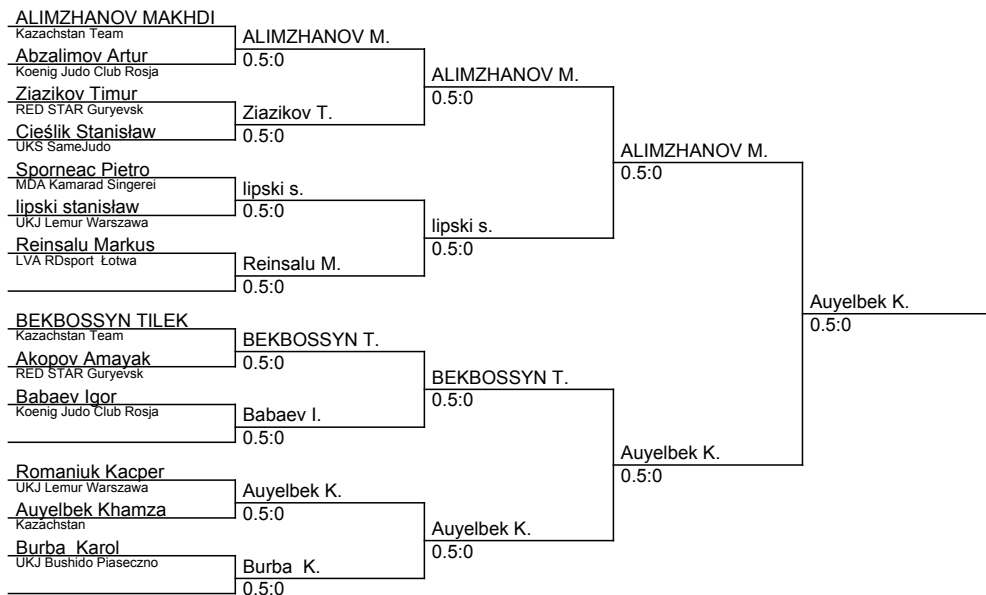 ALIMZHANOV MAKHDI
Kazachstan Team
Abzalimov Artur
Koenig Judo Club Rosja
Ziazikov Timur
RED STAR Guryevsk
Cieślik Stanisław
UKS SameJudo
Sporneac Pietro
MDA Kamarad Singerei
lipski stanisław
UKJ Lemur Warszawa
Reinsalu Markus
LVA RDsport Łotwa
BEKBOSSYN TILEK
Kazachstan Team
Akopov Amayak
RED STAR Guryevsk
Babaev Igor
Koenig Judo Club Rosja
Romaniuk Kacper
UKJ Lemur Warszawa
Auyelbek Khamza
Kazachstan
Burba Karol
UKJ Bushido Piaseczno
ALIMZHANOV M.
0.5:0
Ziazikov T.
0.5:0
lipski s.
0.5:0
Reinsalu M.
0.5:0
BEKBOSSYN T.
0.5:0
Babaev I.
0.5:0
Auyelbek K.
0.5:0
Burba K.
0.5:0
ALIMZHANOV M.
0.5:0
lipski s.
0.5:0
BEKBOSSYN T.
0.5:0
Auyelbek K.
0.5:0
ALIMZHANOV M.
0.5:0
Auyelbek K.
0.5:0
Auyelbek K.
0.5:0